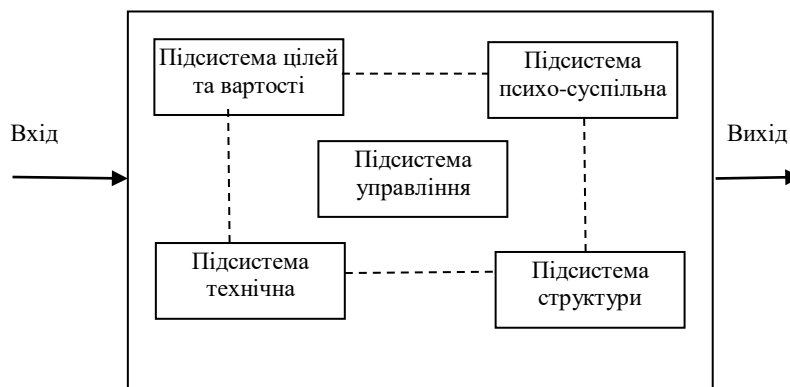 Підсистема цілей
та вартості
Підсистема
психо-суспільна
Вхід
Вихід
Підсистема
управління
Підсистема
технічна
Підсистема
структури